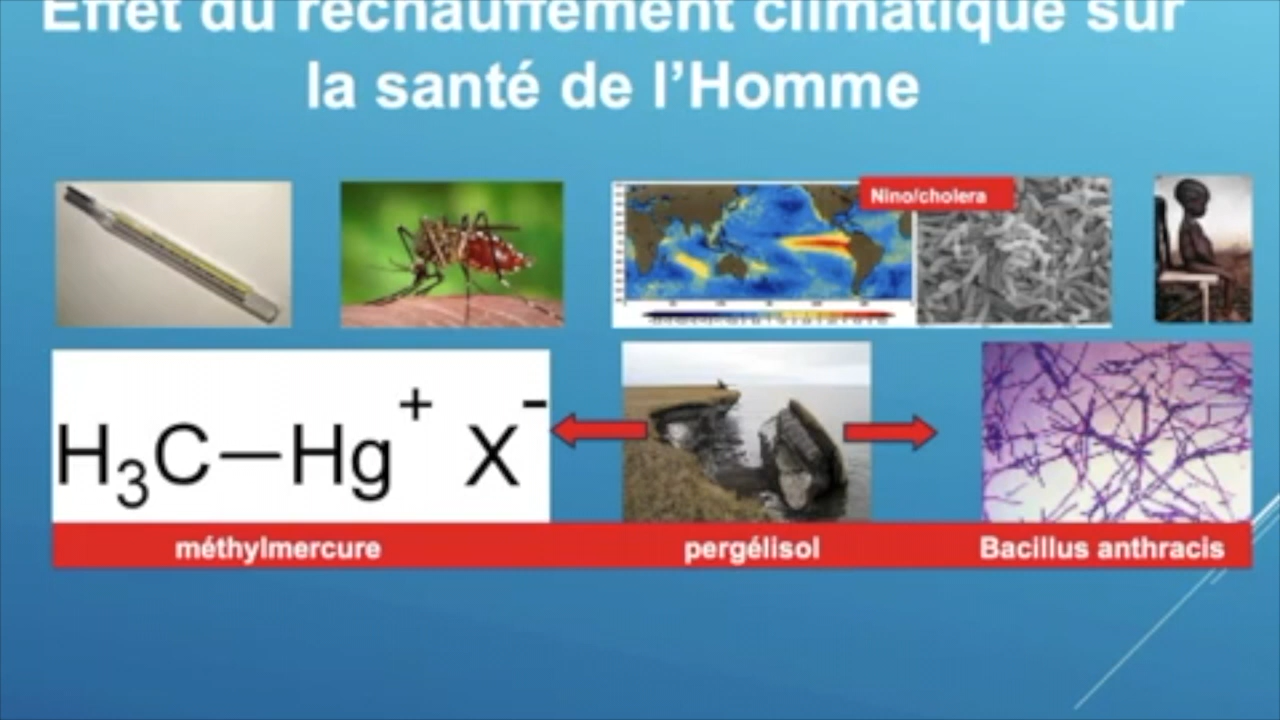 Effet du réchauffement climatique sur
la santé de l’Homme
Nino/cholera
H3C—Hg+ X-
méthylmercure
pergélisol
Bacillus anthracis